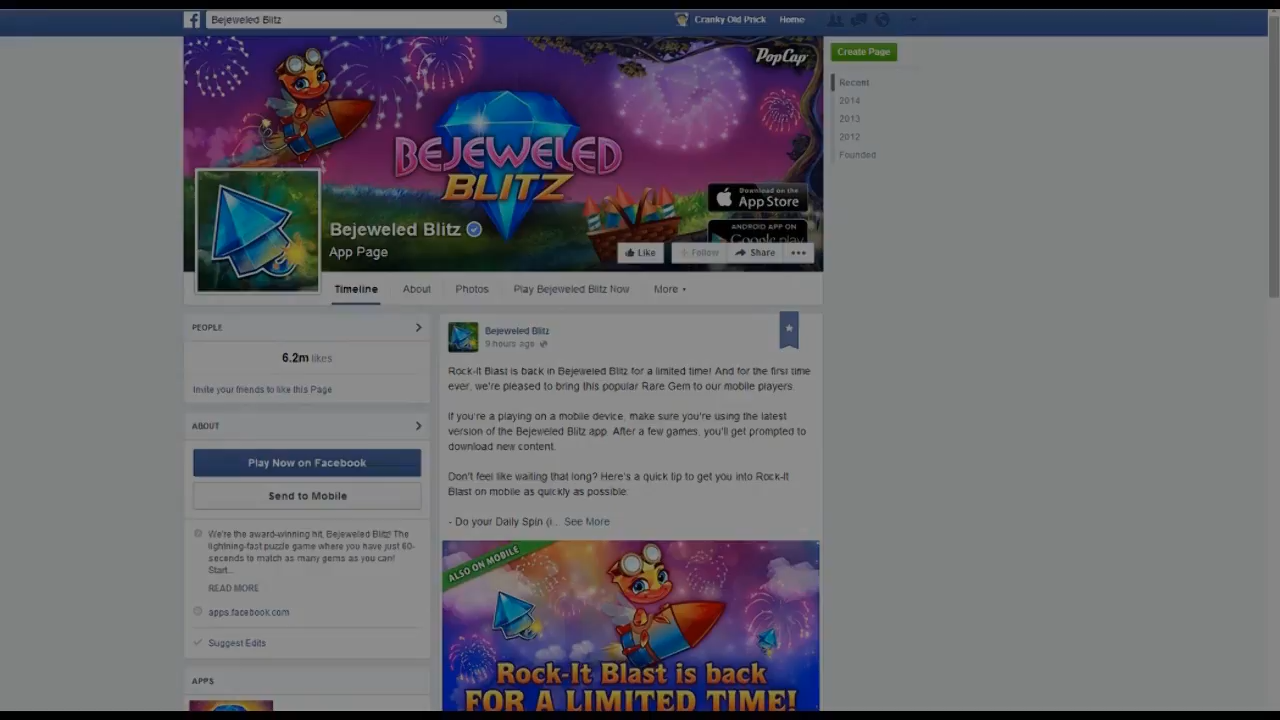 Bejeweled Blitz
Cranky Old Prick
Home
PopCap
BEJEWELED
BLITZ
Download on the
App Store
ANDROID APP ON
Google play
Bejeweled Blitz
App Page
Like
Follow
Share
Create Page
Recent
2014
2013
2012
Founded
Timeline
About
Photos
Play Bejeweled Blitz Now
More
PEOPLE
6.2m likes
Invite your friends to like this Page
ABOUT
Play Now on Facebook
Send to Mobile
We're the award-winning hit, Bejeweled Blitz! The
lightning-fast puzzle game where you have just 60-
seconds to match as many gems as you can!
Start...
READ MORE
apps.facebook.com
Suggest Edits
APPS
Bejeweled Blitz
9 hours ago
Rock-It Blast is back in Bejeweled Blitz for a limited time! And for the first time
ever, we're pleased to bring this popular Rare Gem to our mobile players.
If you're a playing on a mobile device, make sure you're using the latest
version of the Bejeweled Blitz app. After a few games, you'll get prompted to
download new content.
Don't feel like waiting that long? Here's a quick tip to get you into Rock-It
Blast on mobile as quickly as possible:
- Do your Daily Spin (i... See More
ALSO ON MOBILE
Rock-It Blast is back
FOR A LIMITED TIME!